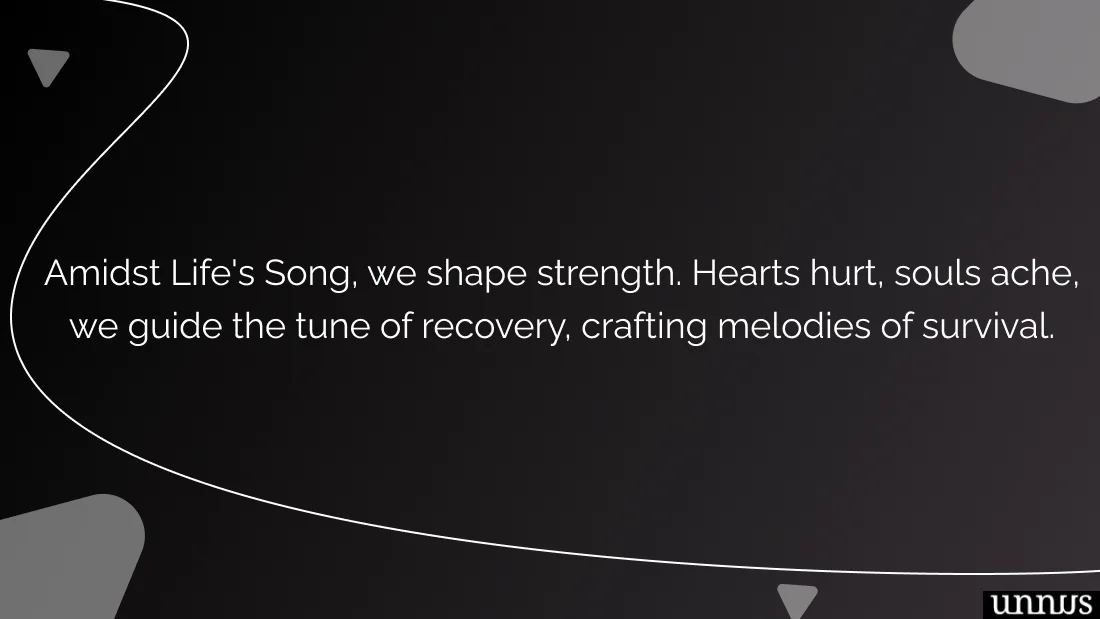 Amidst Life's Song, we shape strength. Hearts hurt, souls ache,
we guide the tune of recovery, crafting melodies of survival.
unnus